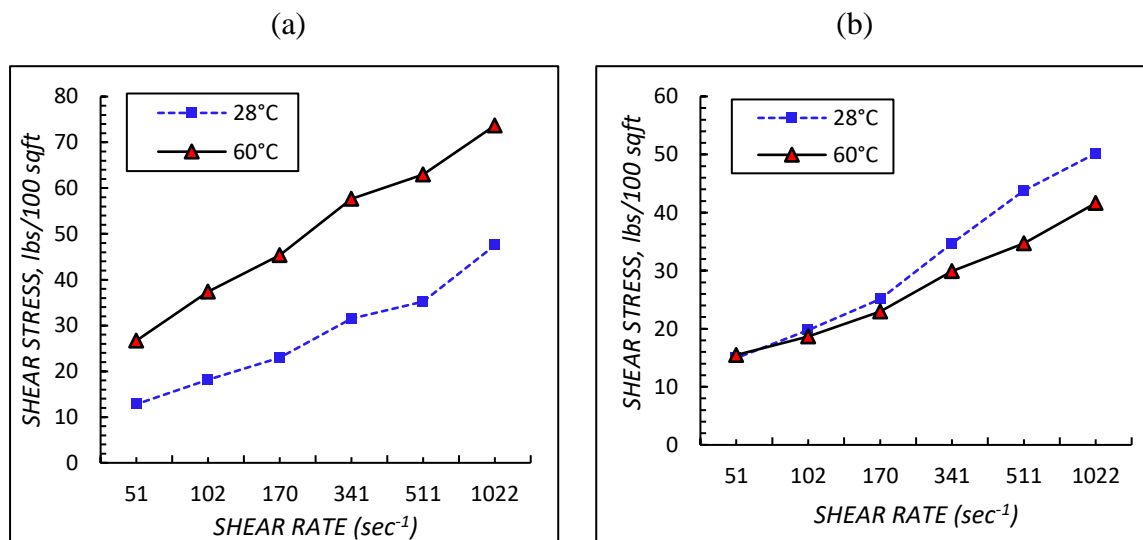 (a)
(b)
SHEAR STRESS, lbs/100 sqft
80
70
60
50
40
30
20
10
0
28°C
60°C
51 102 170 341 511 1022
SHEAR RATE (sec⁻¹)
SHEAR STRESS, lbs/100 sqft
60
50
40
30
20
10
0
28°C
60°C
51 102 170 341 511 1022
SHEAR RATE (sec⁻¹)